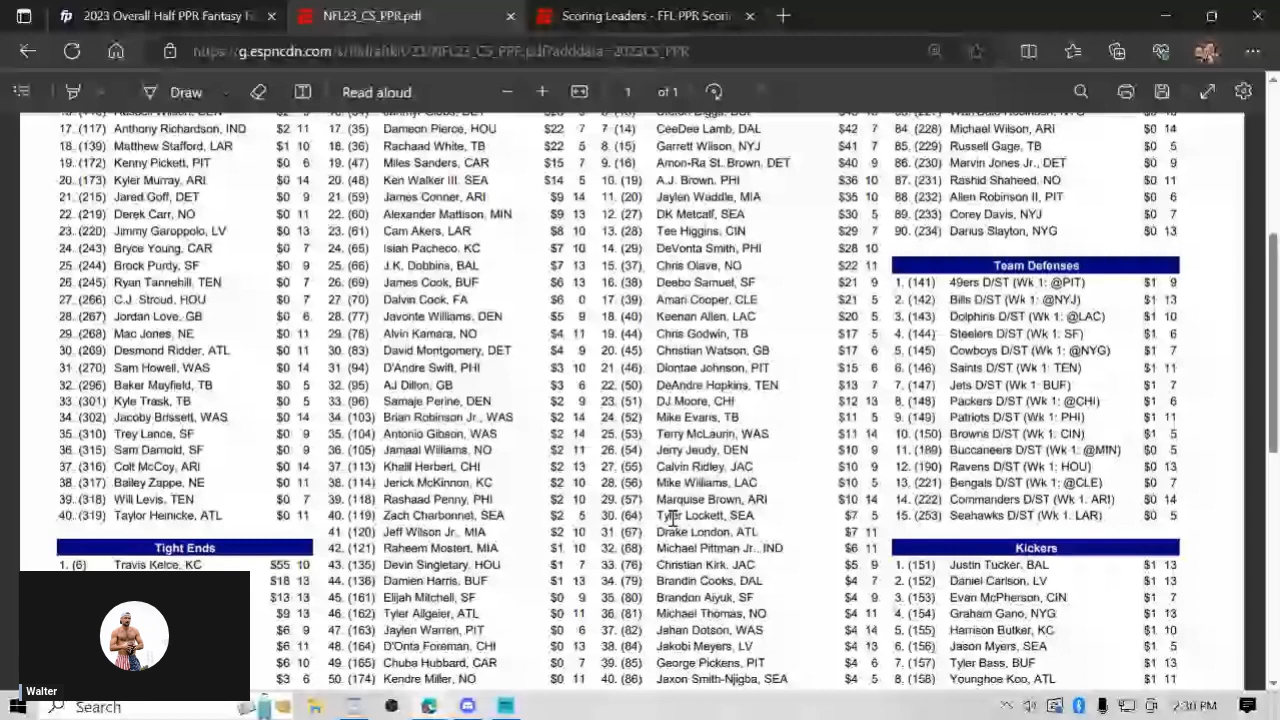 2023 Overall Half PPR Fantasy F
NFL23_CS_PPR.pdf
Scoring Leaders - FFL PPR Scori
g.espncdn.com
Draw
Read aloud
1 of 1
17. (117) Anthony Richardson, IND $2 11
18. (139) Matthew Stafford, LAR $1 10
19. (172) Kenny Pickett, PIT $0 6
20. (173) Kyler Murray, ARI $0 14
21. (215) Jared Goff, DET $0 9
22. (219) Derek Carr, NO $0 11
23. (220) Jimmy Garoppolo, LV $0 13
24. (243) Bryce Young, CAR $0 7
25. (244) Brock Purdy, SF $0 9
26. (245) Ryan Tannehill, TEN $0 7
27. (266) C.J. Stroud, HOU $0 7
28. (267) Jordan Love, GB $0 6
29. (268) Mac Jones, NE $0 11
30. (269) Desmond Ridder, ATL $0 11
31. (270) Sam Howell, WAS $0 14
32. (296) Baker Mayfield, TB $0 5
33. (301) Kyle Trask, TB $0 5
34. (302) Jacoby Brissett, WAS $0 14
35. (310) Trey Lance, SF $0 9
36. (315) Sam Darnold, SF $0 9
37. (316) Colt McCoy, ARI $0 14
38. (317) Bailey Zappe, NE $0 11
39. (318) Will Levis, TEN $0 7
40. (319) Taylor Heinicke, ATL $0 11
Tight Ends
1. (6) Travis Kelce, KC $55 10
$18 13
$13 13
$9 13
$6 9
$6 11
$6 10
$3 6
17. (35) Dameon Pierce, HOU $22 7
18. (36) Rachaad White, TB $22 5
19. (47) Miles Sanders, CAR $15 7
20. (48) Ken Walker III, SEA $14 5
21. (59) James Conner, ARI $9 14
22. (60) Alexander Mattison, MIN $9 13
23. (61) Cam Akers, LAR $8 10
24. (65) Isiah Pacheco, KC $7 10
25. (66) J.K. Dobbins, BAL $7 13
26. (69) James Cook, BUF $6 13
27. (70) Dalvin Cook, FA $6 0
28. (77) Javonte Williams, DEN $5 9
29. (78) Alvin Kamara, NO $4 11
30. (83) David Montgomery, DET $4 9
31. (94) D'Andre Swift, PHI $3 10
32. (95) AJ Dillon, GB $3 6
33. (96) Samaje Perine, DEN $2 9
34. (103) Brian Robinson Jr., WAS $2 14
35. (104) Antonio Gibson, WAS $2 14
36. (105) Jamaal Williams, NO $2 11
37. (113) Khalil Herbert, CHI $2 13
38. (114) Jerick McKinnon, KC $2 10
39. (118) Rashaad Penny, PHI $2 10
40. (119) Zach Charbonnet, SEA $2 5
41. (120) Jeff Wilson Jr., MIA $2 10
42. (121) Raheem Mostert, MIA $1 10
43. (135) Devin Singletary, HOU $1 7
44. (136) Damien Harris, BUF $1 13
45. (161) Elijah Mitchell, SF $0 9
46. (162) Tyler Allgeier, ATL $0 11
47. (163) Jaylen Warren, PIT $0 6
48. (164) D'Onta Foreman, CHI $0 13
49. (165) Chuba Hubbard, CAR $0 7
50. (174) Kendre Miller, NO $0 11
7. (14) CeeDee Lamb, DAL $42 7
8. (15) Garrett Wilson, NYJ $41 7
9. (16) Amon-Ra St. Brown, DET $40 9
10. (19) A.J. Brown, PHI $36 10
11. (20) Jaylen Waddle, MIA $35 10
12. (27) DK Metcalf, SEA $30 5
13. (28) Tee Higgins, CIN $29 7
14. (29) DeVonta Smith, PHI $28 10
15. (37) Chris Olave, NO $22 11
16. (38) Deebo Samuel, SF $21 9
17. (39) Amari Cooper, CLE $21 5
18. (40) Keenan Allen, LAC $20 5
19. (44) Chris Godwin, TB $17 5
20. (45) Christian Watson, GB $17 6
21. (46) Diontae Johnson, PIT $15 6
22. (50) DeAndre Hopkins, TEN $13 7
23. (51) DJ Moore, CHI $12 13
24. (52) Mike Evans, TB $11 5
25. (53) Terry McLaurin, WAS $11 14
26. (54) Jerry Jeudy, DEN $10 9
27. (55) Calvin Ridley, JAC $10 9
28. (56) Mike Williams, LAC $10 5
29. (57) Marquise Brown, ARI $10 14
30. (64) Tyler Lockett, SEA $7 5
31. (67) Drake London, ATL $7 11
32. (68) Michael Pittman Jr., IND $6 11
33. (76) Christian Kirk, JAC $5 9
34. (79) Brandin Cooks, DAL $4 7
35. (80) Brandon Aiyuk, SF $4 9
36. (81) Michael Thomas, NO $4 11
37. (82) Jahan Dotson, WAS $4 14
38. (84) Jakobi Meyers, LV $4 13
39. (85) George Pickens, PIT $4 6
40. (86) Jaxon Smith-Njigba, SEA $4 5
84. (228) Michael Wilson, ARI $0 14
85. (229) Russell Gage, TB $0 5
86. (230) Marvin Jones Jr., DET $0 9
87. (231) Rashid Shaheed, NO $0 11
88. (232) Allen Robinson II, PIT $0 6
89. (233) Corey Davis, NYJ $0 7
90. (234) Darius Slayton, NYG $0 13
Team Defenses
1. (141) 49ers D/ST (Wk 1: @PIT) $1 9
2. (142) Bills D/ST (Wk 1: @NYJ) $1 13
3. (143) Dolphins D/ST (Wk 1: @LAC) $1 10
4. (144) Steelers D/ST (Wk 1: SF) $1 6
5. (145) Cowboys D/ST (Wk 1: @NYG) $1 7
6. (146) Saints D/ST (Wk 1: TEN) $1 11
7. (147) Jets D/ST (Wk 1: BUF) $1 7
8. (148) Packers D/ST (Wk 1: @CHI) $1 6
9. (149) Patriots D/ST (Wk 1: PHI) $1 11
10. (150) Browns D/ST (Wk 1: CIN) $1 5
11. (189) Buccaneers D/ST (Wk 1: @MIN) $0 5
12. (190) Ravens D/ST (Wk 1: HOU) $0 13
13. (221) Bengals D/ST (Wk 1: @CLE) $0 7
14. (222) Commanders D/ST (Wk 1: ARI) $0 14
15. (253) Seahawks D/ST (Wk 1: LAR) $0 5
Kickers
1. (151) Justin Tucker, BAL $1 13
2. (152) Daniel Carlson, LV $1 13
3. (153) Evan McPherson, CIN $1 7
4. (154) Graham Gano, NYG $1 13
5. (155) Harrison Butker, KC $1 10
6. (156) Jason Myers, SEA $1 5
7. (157) Tyler Bass, BUF $1 13
8. (158) Younghoe Koo, ATL $1 11
Walter
Search
2:30 PM